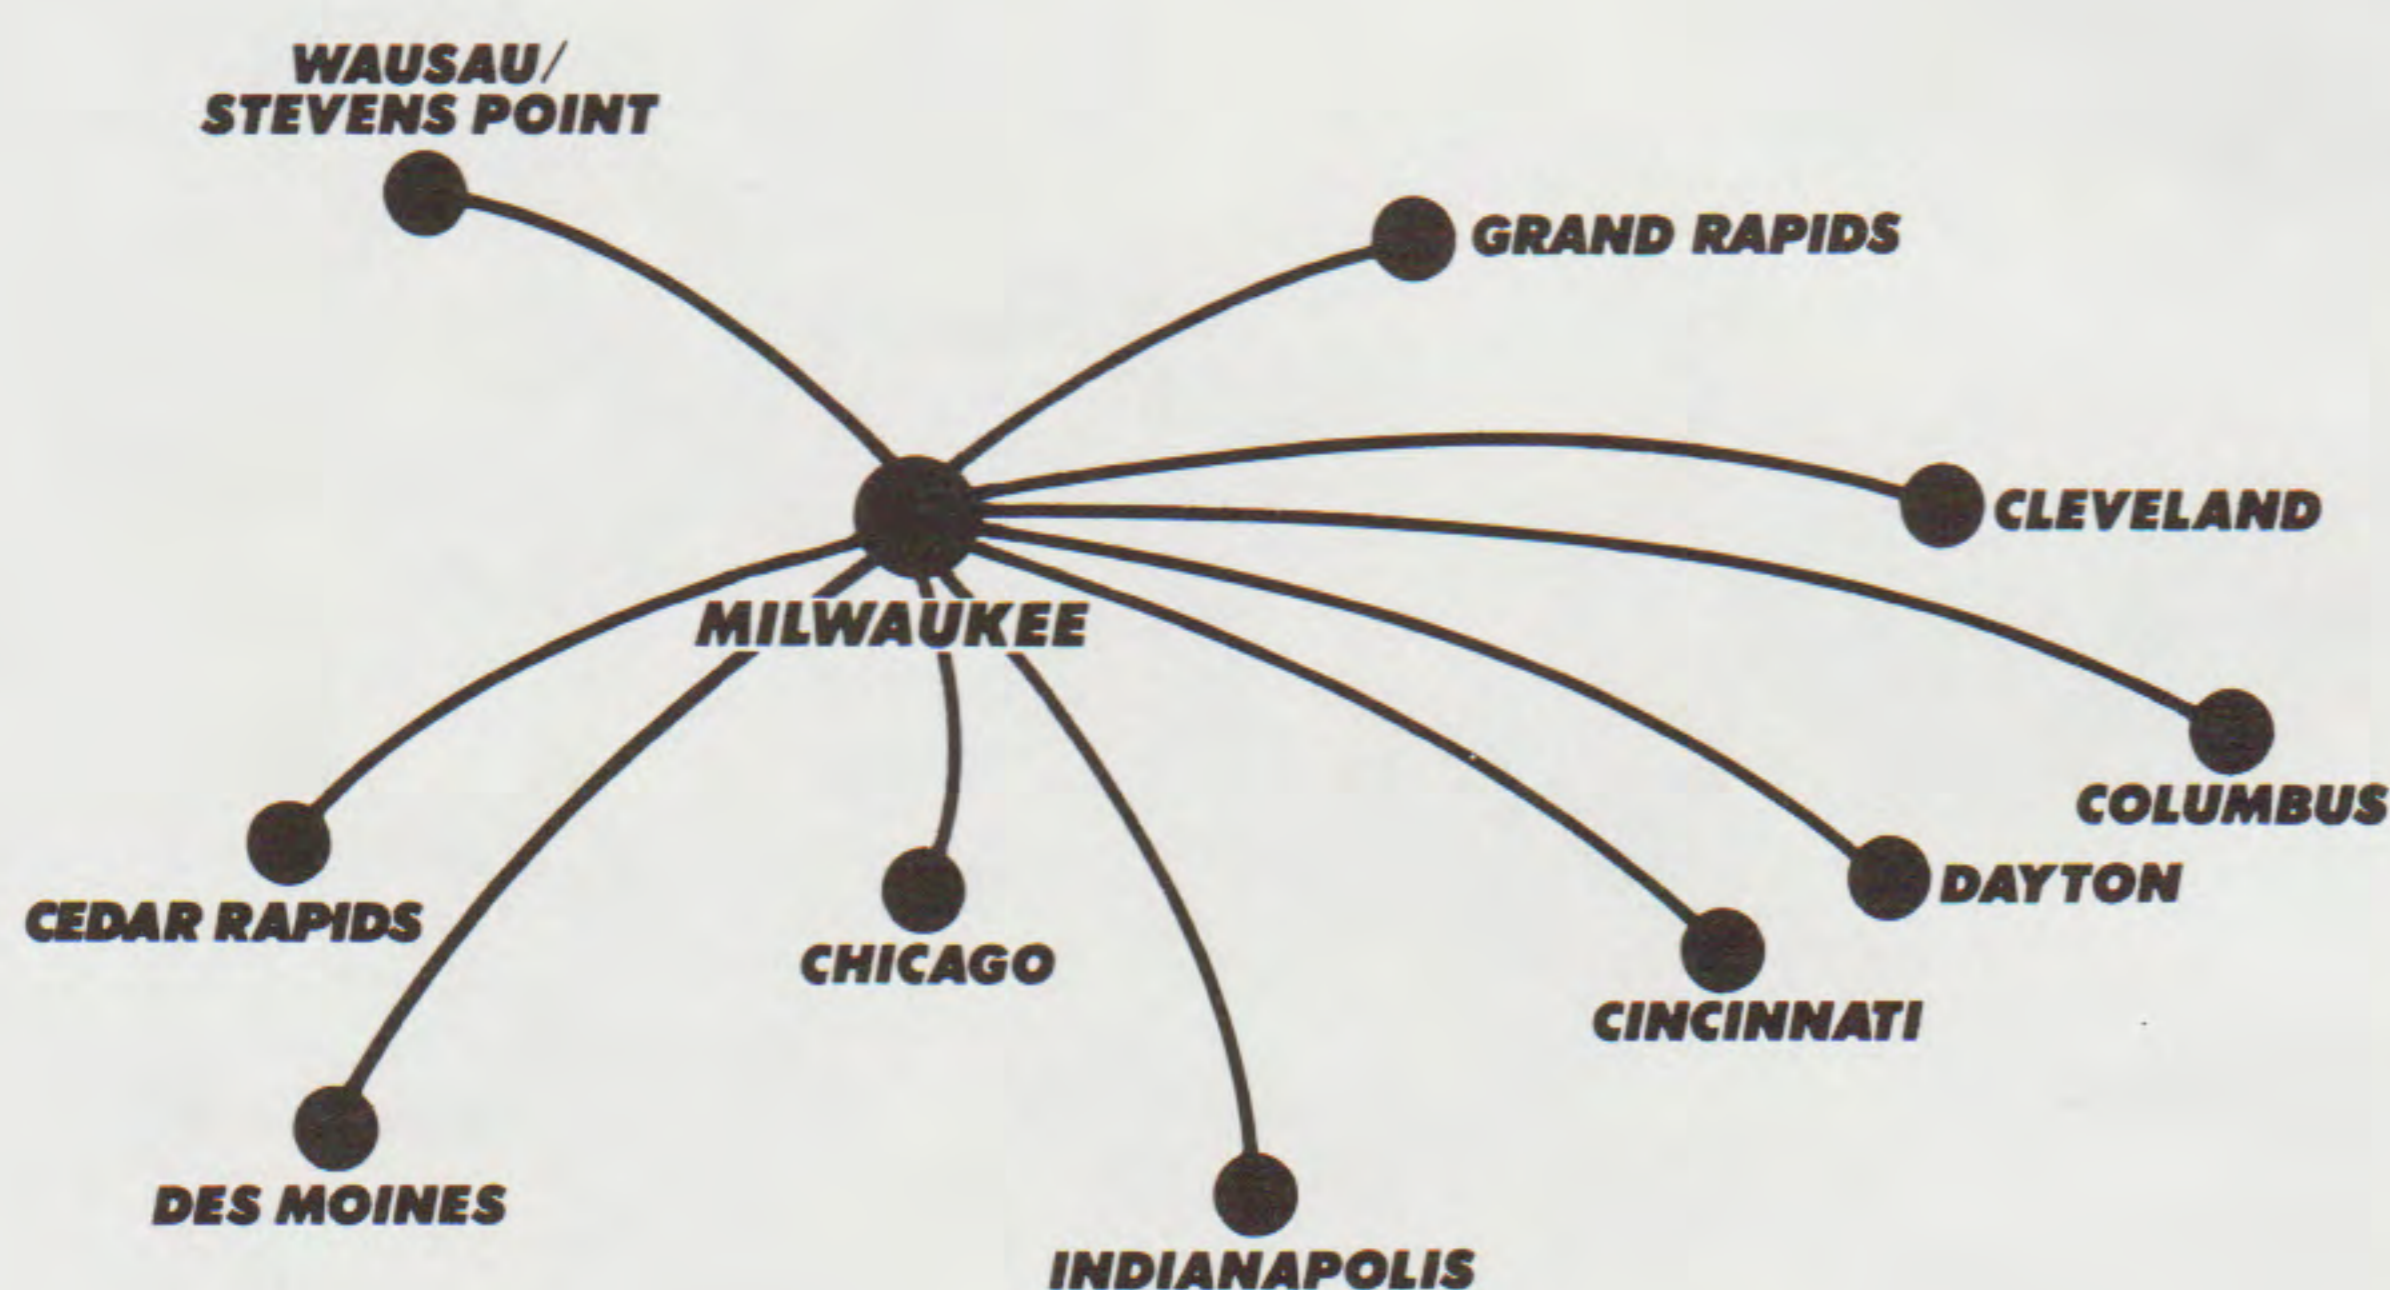 WAUSAU/
STEVENS POINT
GRAND RAPIDS
CLEVELAND
MILWAUKEE
COLUMBUS
DAYTON
CEDAR RAPIDS
CHICAGO
CINCINNATI
DES MOINES
INDIANAPOLIS